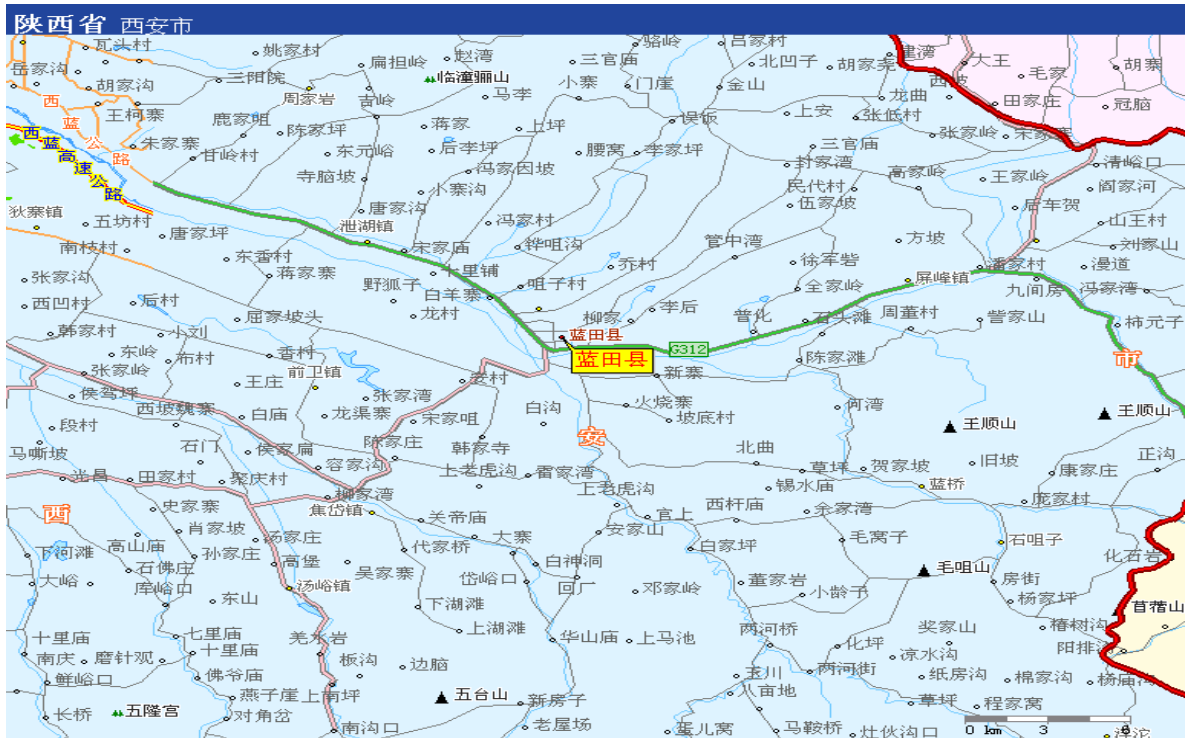 陕西省 西安市
瓦头村
姚家村
扁担岭
赵湾
三官庙
骆岭
吕家村
北凹子
胡家尧
建湾
大王
毛家
胡寨
岳家沟
胡家沟
三阳院
周家岩
吉岭
临潼骊山
马李
小寨
门崖
金山
龙曲
西坡
田家庄
冠脑
西
蓝
公
路
王柯寨
鹿家咀
陈家坪
蒋家
上坪
误饭
上安
张低村
张家岭
宋家寨
朱家寨
甘岭村
东元峪
后李坪
冯家因坡
腰窝
李家坪
三官庙
封家湾
高家岭
清峪口
西
蓝
高
速
公
路
寺脑坡
小寨沟
民代村
伍家坡
王家岭
阎家河
狄寨镇
五坊村
唐家坪
泄湖镇
唐家沟
冯家村
后车贺
山王村
南枝村
东香村
宋家庙
铧咀沟
管中湾
方坡
刘家山
张家沟
蒋家寨
野狐子
十里铺
乔村
徐军砦
屏峰镇
潘家村
漫道
西凹村
后村
白羊寨
咀子村
全家岭
九间房
冯家湾
韩家村
小刘
屈家坡头
龙村
柳家
李后
普化
石头滩
周董村
訾家山
柿元子
蓝田县
蓝田县
G312
东岭
布村
香村
陈家滩
市
张家岭
王庄
前卫镇
姜村
新寨
侯驾坪
西坡魏寨
白庙
龙渠寨
张家湾
宋家咀
白沟
火烧寨
坡底村
何湾
王顺山
王顺山
段村
石门
侯家扁
陈家庄
韩家寺
安
北曲
马嘶坡
容家沟
上老虎沟
雷家湾
草坪
贺家坡
旧坡
正沟
康家庄
田家村
聚庆村
柳家湾
上老虎沟
锡水庙
蓝桥
庞家村
西
史家寨
焦岱镇
关帝庙
官上
西杆庙
余家湾
肖家坡
汤家庄
大寨
安家山
毛窝子
石咀子
下河滩
高山庙
孙家庄
代家桥
白家坪
化石岩
大峪
石佛庄
高堡
吴家寨
白神洞
毛咀山
库峪口
汤峪镇
岱峪口
回厂
邓家岭
董家岩
小龄子
房街
东山
下湖滩
杨家坪
十里庙
七里庙
羌水岩
上湖滩
华山庙
上马池
两河桥
化坪
奖家山
椿树沟
南庆
磨针观
十里庙
板沟
边脑
凉水沟
阳排沟
鲜峪口
佛爷庙
玉川
两河街
纸房沟
棉家沟
燕子崖
上南坪
五台山
新房子
八亩地
草坪
程家窝
长桥
五隆宫
对角岔
南沟口
老屋场
蛋儿窝
马鞍桥
灶伙沟口
0 km 3 6